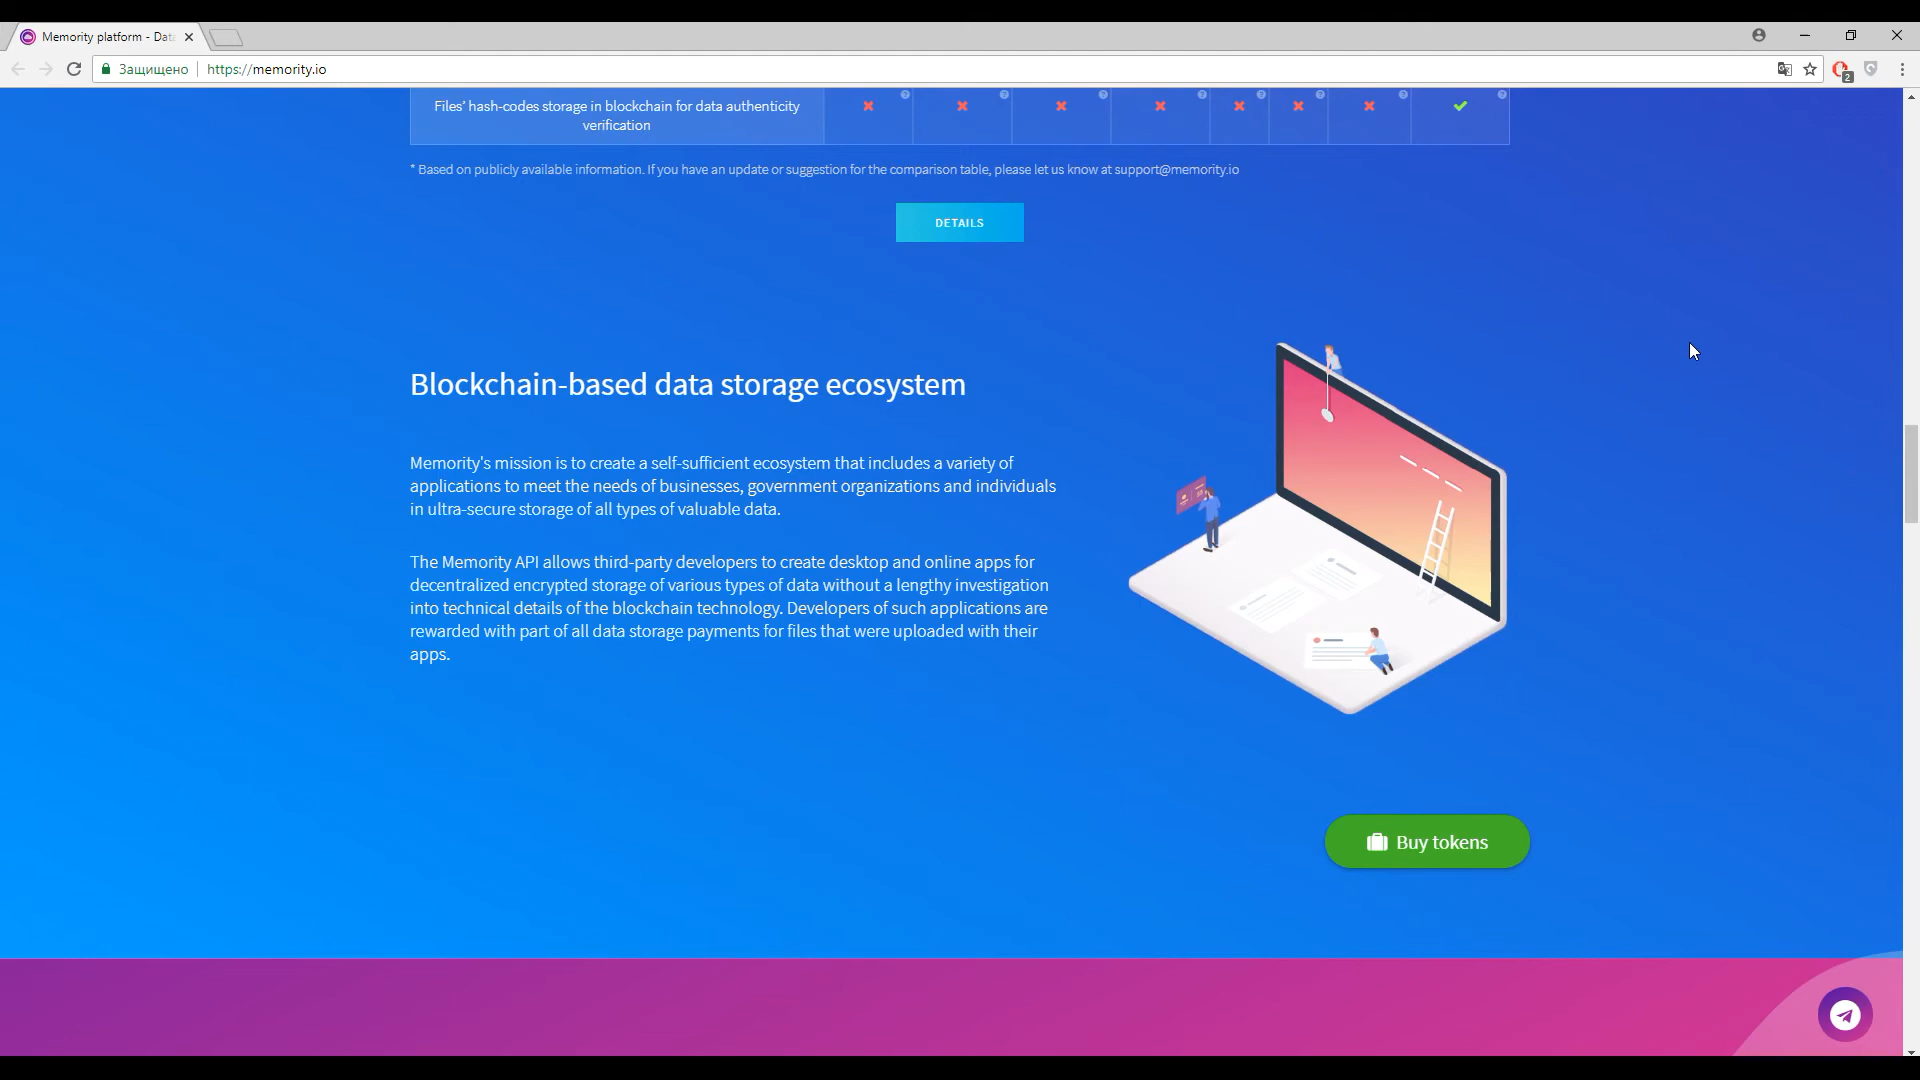 Memority platform - Dat
Защищено
https://memority.io
2
Files’ hash-codes storage in blockchain for data authenticity
verification
* Based on publicly available information. If you have an update or suggestion for the comparison table, please let us know at support@memority.io
DETAILS
Blockchain-based data storage ecosystem
Memority's mission is to create a self-sufficient ecosystem that includes a variety of
applications to meet the needs of businesses, government organizations and individuals
in ultra-secure storage of all types of valuable data.
The Memority API allows third-party developers to create desktop and online apps for
decentralized encrypted storage of various types of data without a lengthy investigation
into technical details of the blockchain technology. Developers of such applications are
rewarded with part of all data storage payments for files that were uploaded with their
apps.
Buy tokens